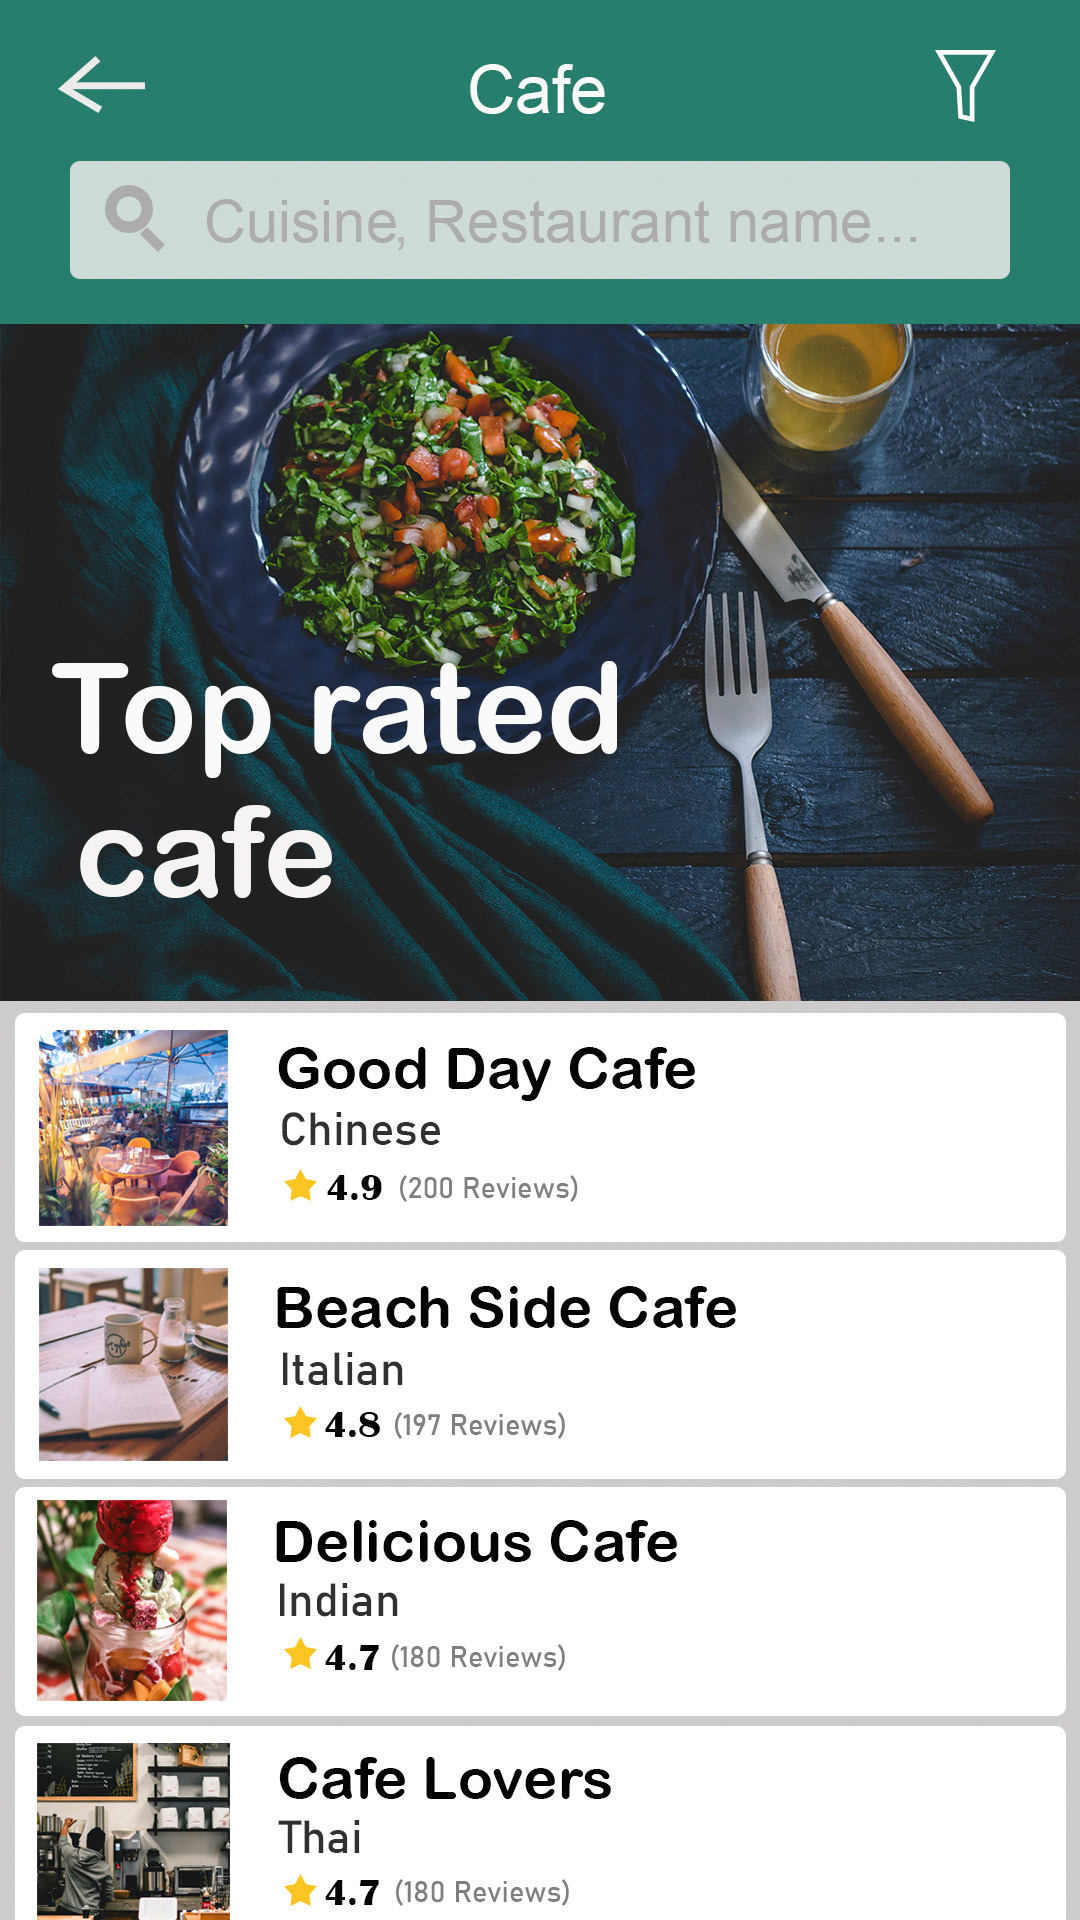 Cafe
Cuisine, Restaurant name...
Top rated
cafe
Good Day Cafe
Chinese
4.9 (200 Reviews)
Beach Side Cafe
Italian
4.8 (197 Reviews)
Delicious Cafe
Indian
4.7 (180 Reviews)
Cafe Lovers
Thai
4.7 (180 Reviews)